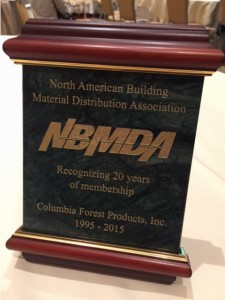 North American Building
Material Distribution Association
NBMDA
Recognizing 20 years
of membership
Columbia Forest Products, Inc.
1995 - 2015